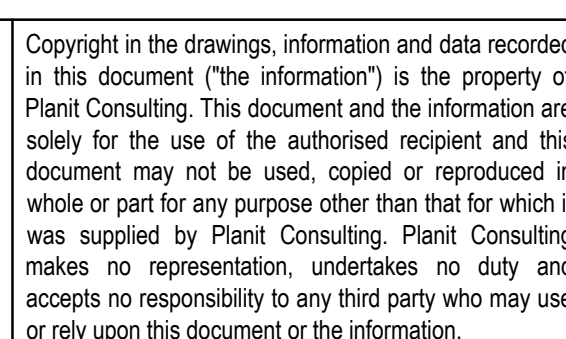 Copyright in the drawings, information and data recorded
in this document ("the information") is the property of
Planit Consulting. This document and the information are
solely for the use of the authorised recipient and this
document may not be used, copied or reproduced in
whole or part for any purpose other than that for which it
was supplied by Planit Consulting. Planit Consulting
makes no representation, undertakes no duty and
accepts no responsibility to any third party who may use
or rely upon this document or the information.